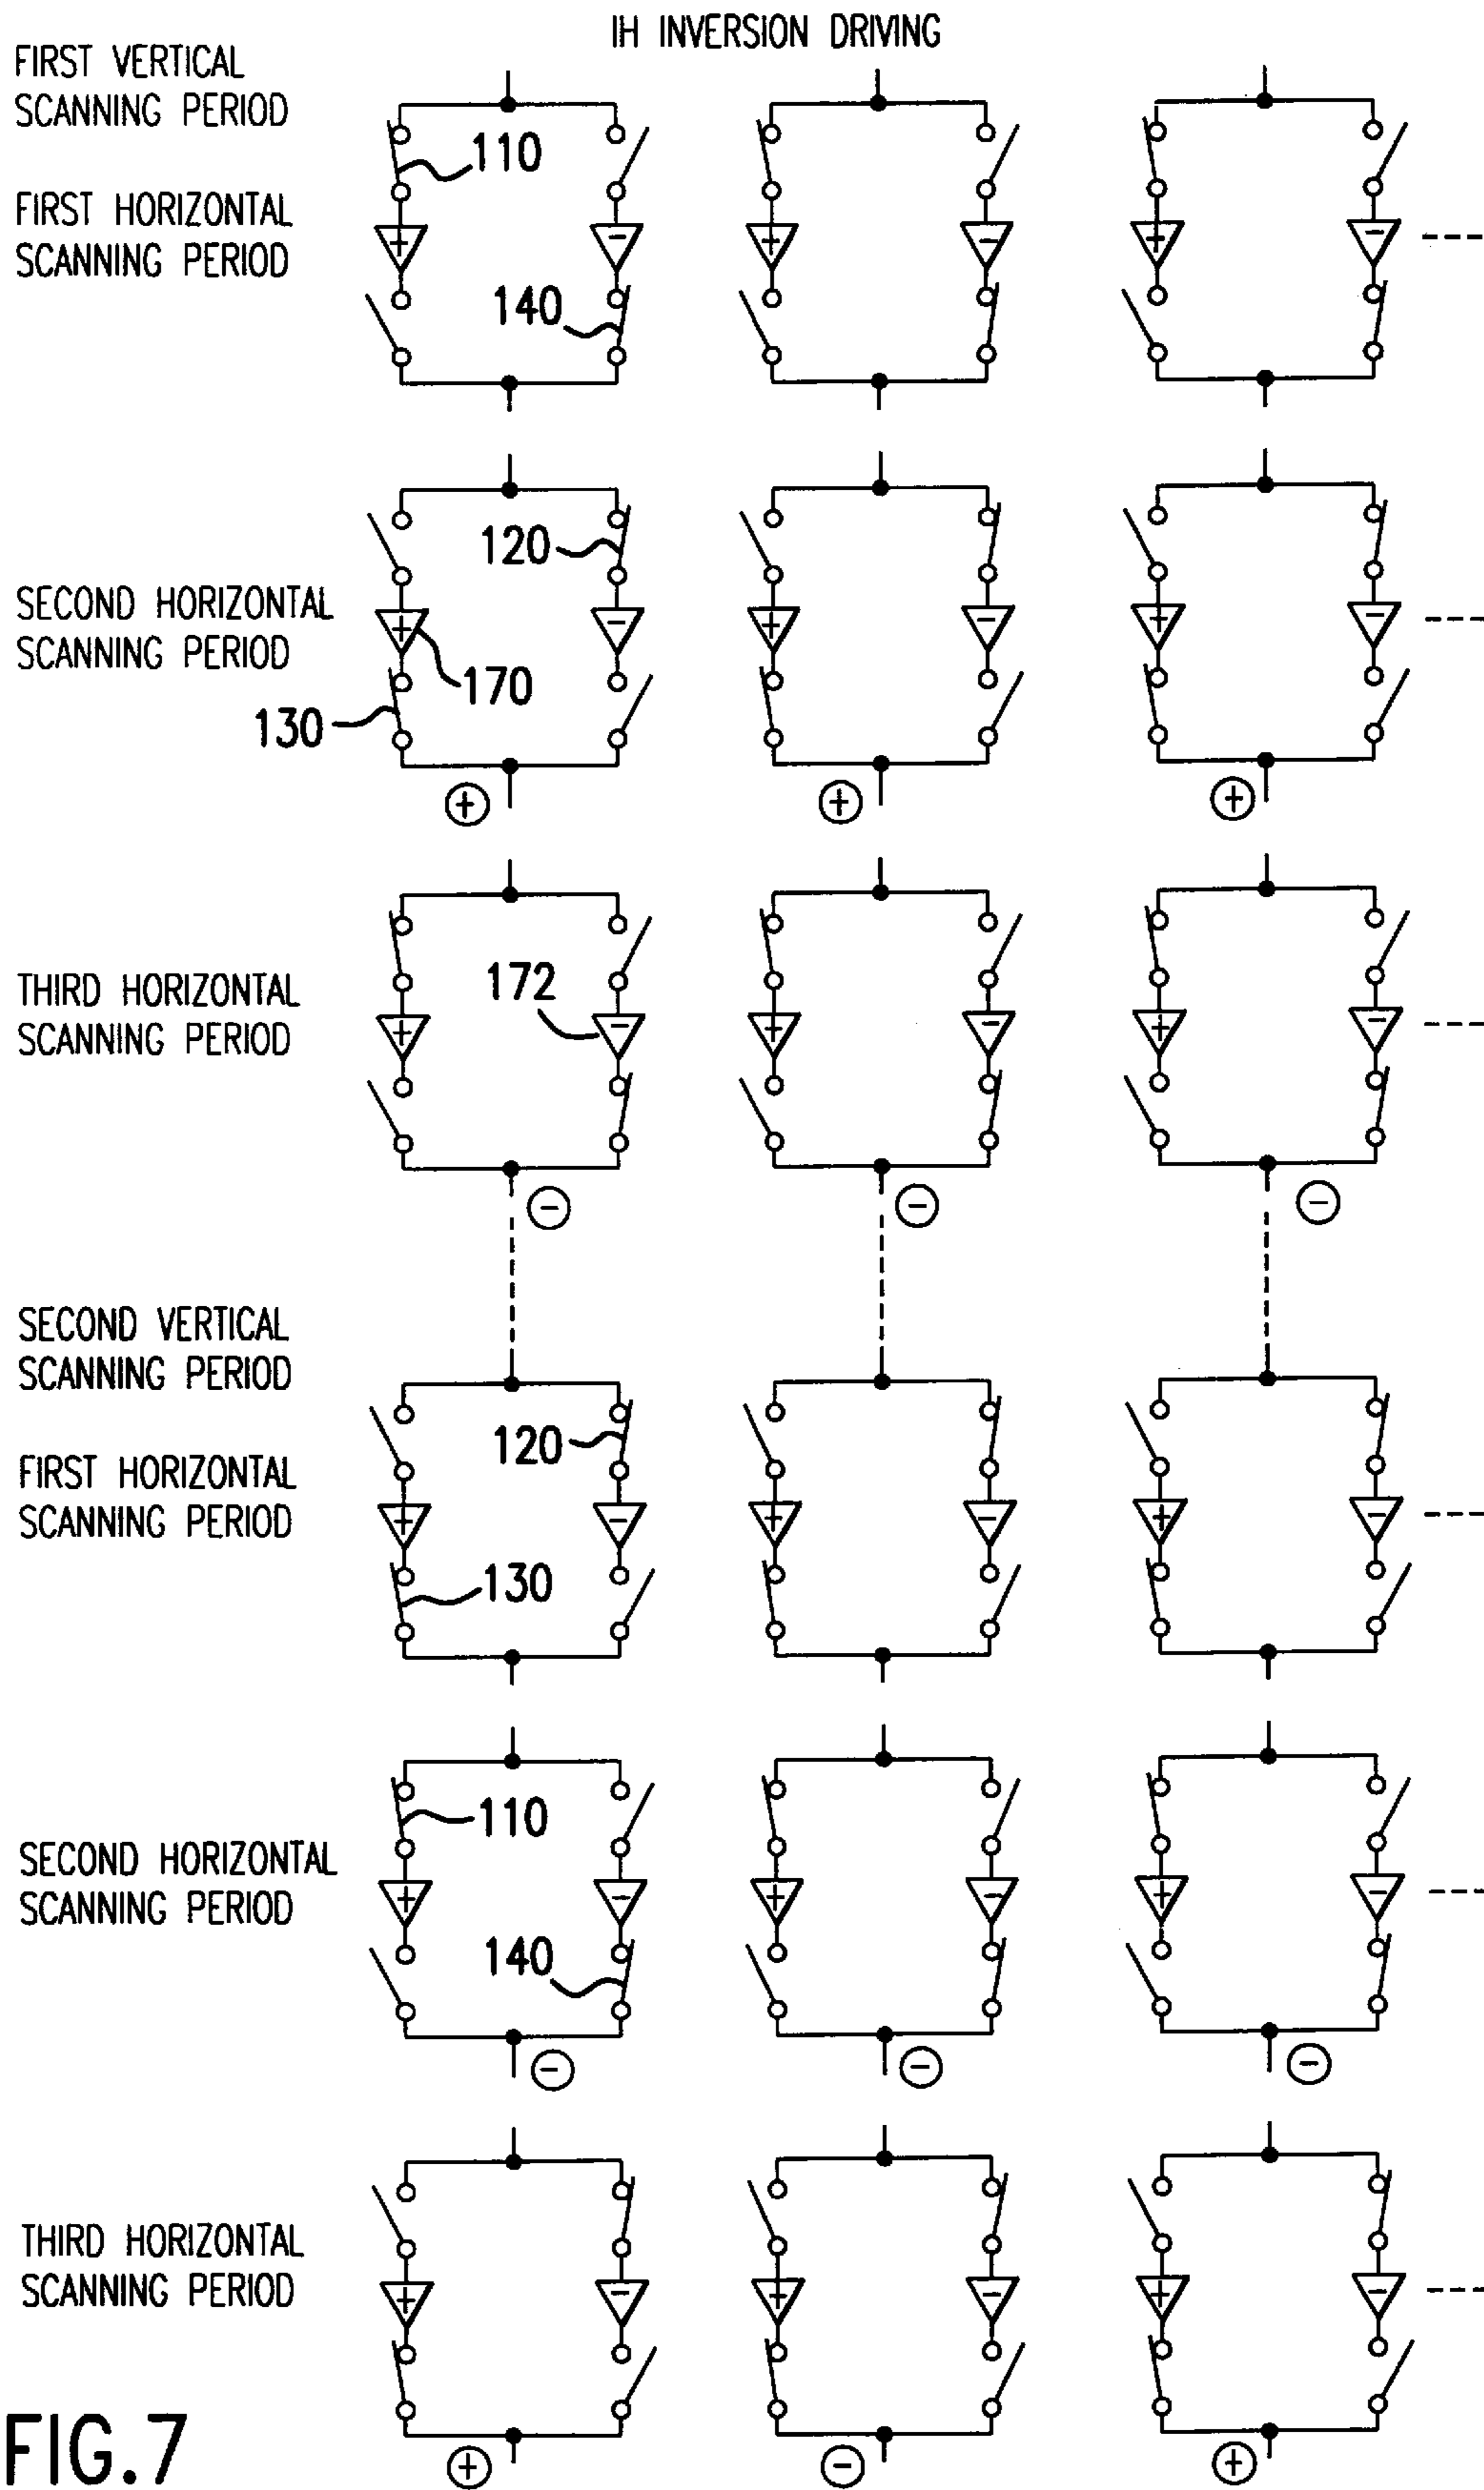 IH INVERSION DRIVING
FIRST VERTICAL
SCANNING PERIOD
110
FIRST HORIZONTAL
SCANNING PERIOD
+ - + - + -
140
120
SECOND HORIZONTAL
SCANNING PERIOD
+ - + - + -
170
130
+ + +
THIRD HORIZONTAL
SCANNING PERIOD
172
+ - + - + -
- - -
SECOND VERTICAL
SCANNING PERIOD
120
FIRST HORIZONTAL
SCANNING PERIOD
+ - + - + -
130
110
SECOND HORIZONTAL
SCANNING PERIOD
+ - + - + -
140
- - -
THIRD HORIZONTAL
SCANNING PERIOD
+ - + - + -
+ - +
FIG.7